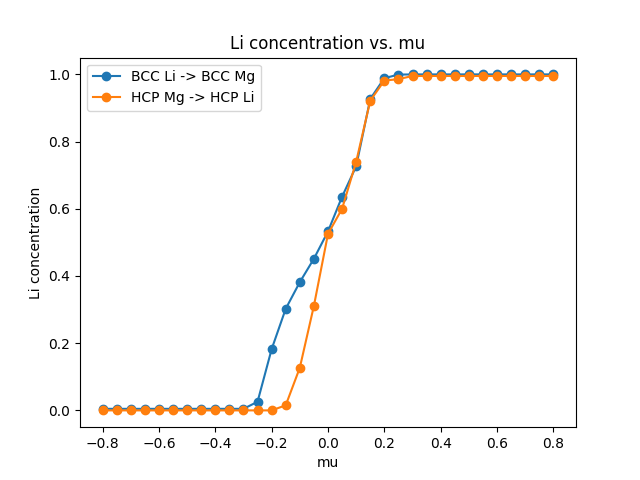 Li concentration vs. mu
BCC Li -> BCC Mg
HCP Mg -> HCP Li
Li concentration
1.0
0.8
0.6
0.4
0.2
0.0
−0.8 −0.6 −0.4 −0.2 0.0 0.2 0.4 0.6 0.8
mu